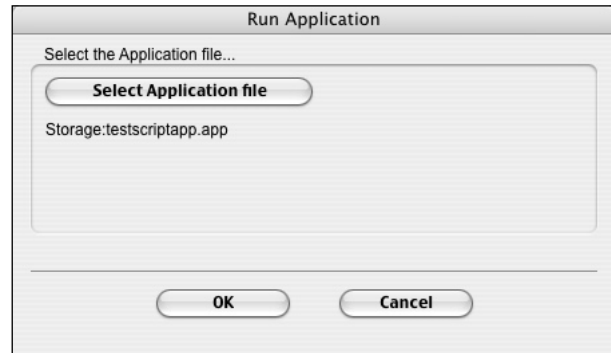 Run Application
Select the Application file...
Select Application file
Storage:testscriptapp.app
OK
Cancel